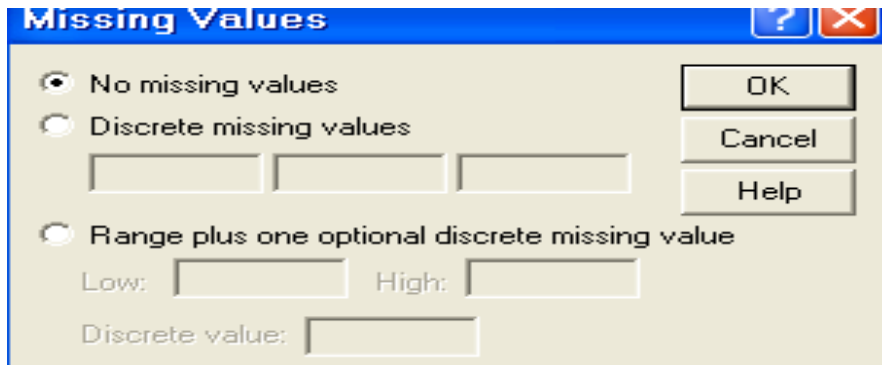 Missing Values
No missing values
OK
Discrete missing values
Cancel
Help
Range plus one optional discrete missing value
Low: High:
Discrete value: